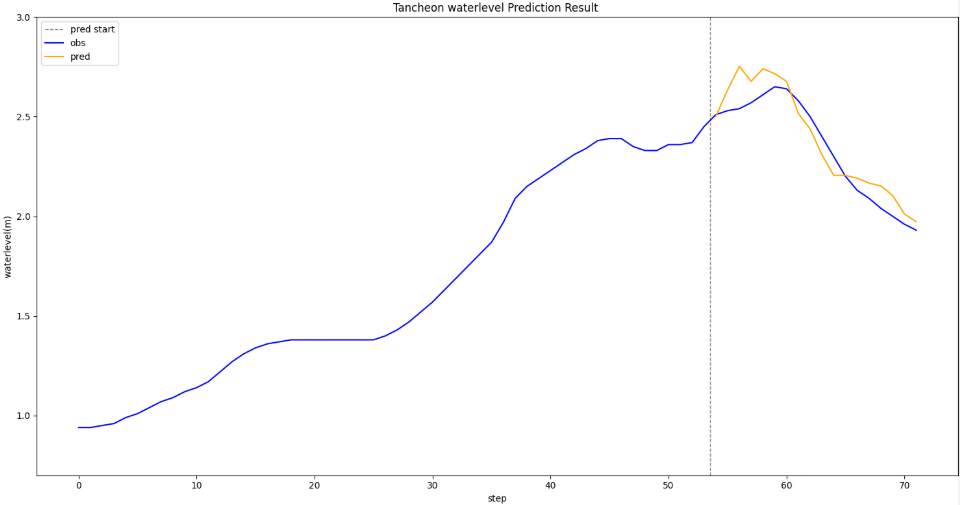 Tancheon waterlevel Prediction Result
3.0
2.5
2.0
1.5
1.0
waterlevel(m)
pred start
obs
pred
0 10 20 30 40 50 60 70
step